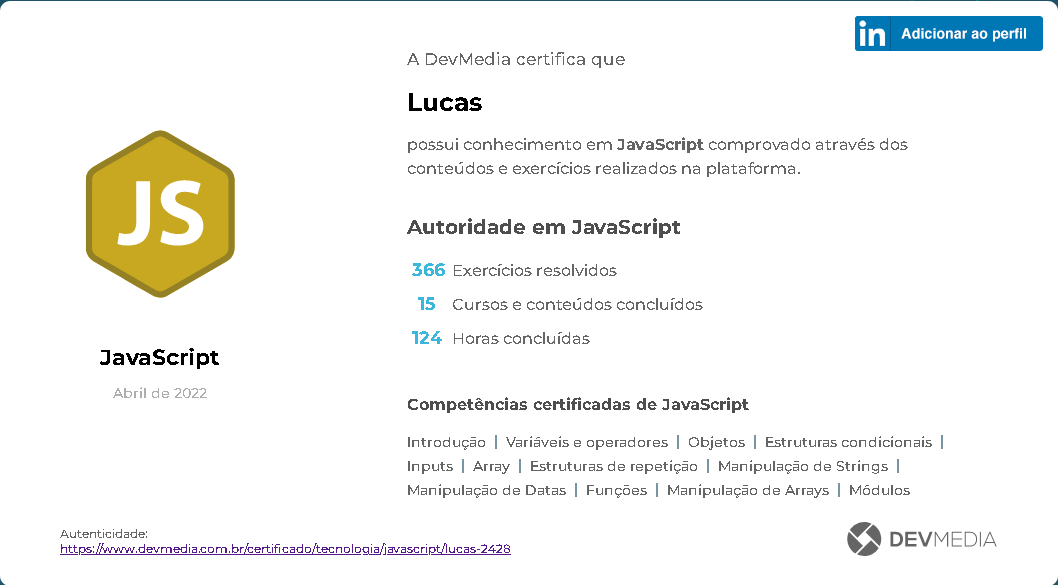 Adicionar ao perfil
A DevMedia certifica que
Lucas
possui conhecimento em JavaScript comprovado através dos
conteúdos e exercícios realizados na plataforma.
JS
JavaScript
Abril de 2022
Autoridade em JavaScript
366 Exercícios resolvidos
15 Cursos e conteúdos concluídos
124 Horas concluídas
Competências certificadas de JavaScript
Introdução | Variáveis e operadores | Objetos | Estruturas condicionais |
Inputs | Array | Estruturas de repetição | Manipulação de Strings |
Manipulação de Datas | Funções | Manipulação de Arrays | Módulos
Autenticidade:
https://www.devmedia.com.br/certificado/tecnologia/javascript/lucas-2428
DEVMEDIA